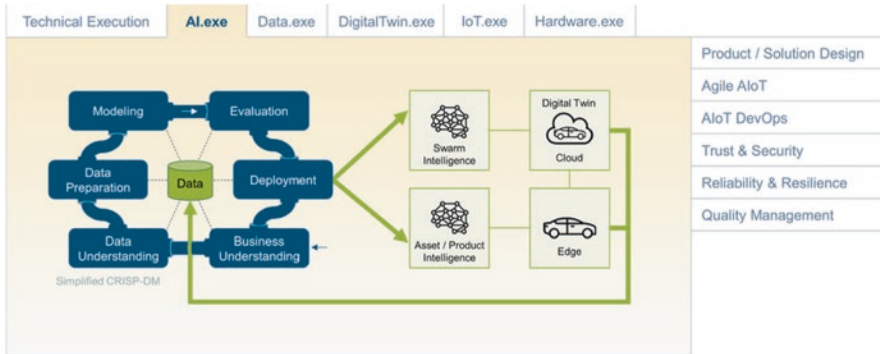 Technical Execution
AI.exe
Data.exe
DigitalTwin.exe
IoT.exe
Hardware.exe
Product / Solution Design
Agile AIoT
AIoT DevOps
Trust & Security
Reliability & Resilience
Quality Management
Modeling
Evaluation
Data
Preparation
Data
Deployment
Data
Understanding
Business
Understanding
Simplified CRISP-DM
Swarm
Intelligence
Digital Twin
Cloud
Asset / Product
Intelligence
Edge